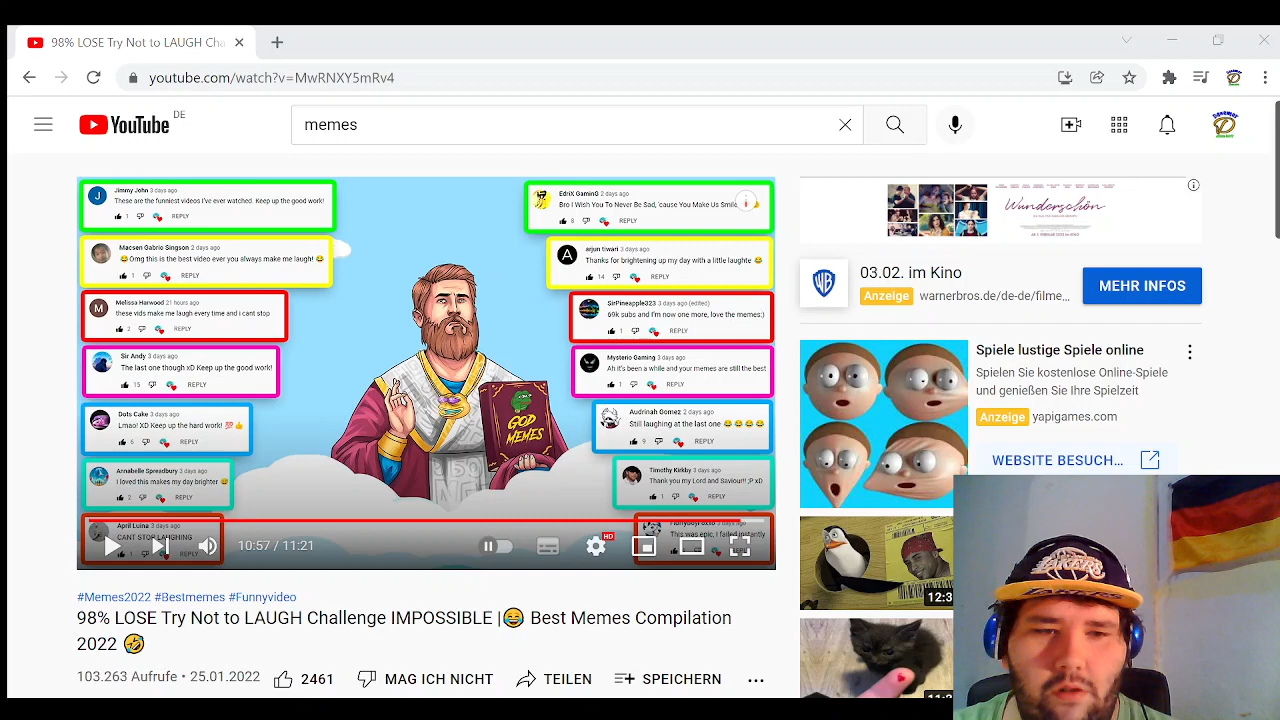 98% LOSE Try Not to LAUGH Cha
youtube.com/watch?v=MwRNXY5mRv4
YouTube DE
memes
Jimmy John 3 days ago
These are the funniest videos I've ever watched. Keep up the good work!
1 REPLY
Macsen Gabrio Singson 2 days ago
😂Omg this is the best video ever you always make me laugh! 😂
1 REPLY
Melissa Harwood 21 hours ago
these vids make me laugh every time and i cant stop
2 REPLY
Sir Andy 3 days ago
The last one though xD Keep up the good work!
15 REPLY
Dots Cake 3 days ago
Lmao! XD Keep up the hard work! 💯👍
6 REPLY
Annabelle Spreadbury 3 days ago
I loved this makes my day brighter 😅
2 REPLY
April Luina 3 days ago
CANT STOP LAUGHING
1 REPLY
GOD
MEMES
EdriX GaminG 2 days ago
Bro I Wish You To Never Be Sad, 'cause You Make Us Smile
8 REPLY
A
arjun tiwari 3 days ago
Thanks for brightening up my day with a little laughte 😂
14 REPLY
SirPineapple323 3 days ago (edited)
69k subs and I'm now one more, love the memes:)
1 REPLY
Mysterio Gaming 3 days ago
Ah it's been a while and your memes are still the best
1 REPLY
Audrinah Gomez 2 days ago
Still laughing at the last one 😂😂😂😂
9 REPLY
Timothy Kirkby 3 days ago
Thank you my Lord and Saviour!! ;P xD
1 REPLY
3 days ago
This was epic, I failed instantly
REPLY
10:57 / 11:21
HD
#Memes2022 #Bestmemes #Funnyvideo
98% LOSE Try Not to LAUGH Challenge IMPOSSIBLE |😂 Best Memes Compilation
2022 🤣
103.263 Aufrufe • 25.01.2022 2461 MAG ICH NICHT TEILEN SPEICHERN
Wunderschön
03.02. im Kino
Anzeige warnerbros.de/de-de/filme...
MEHR INFOS
Spiele lustige Spiele online
Spielen Sie kostenlose Online-Spiele
und genießen Sie Ihre Spielzeit
Anzeige yapigames.com
WEBSITE BESUCH...
12:3
11:3